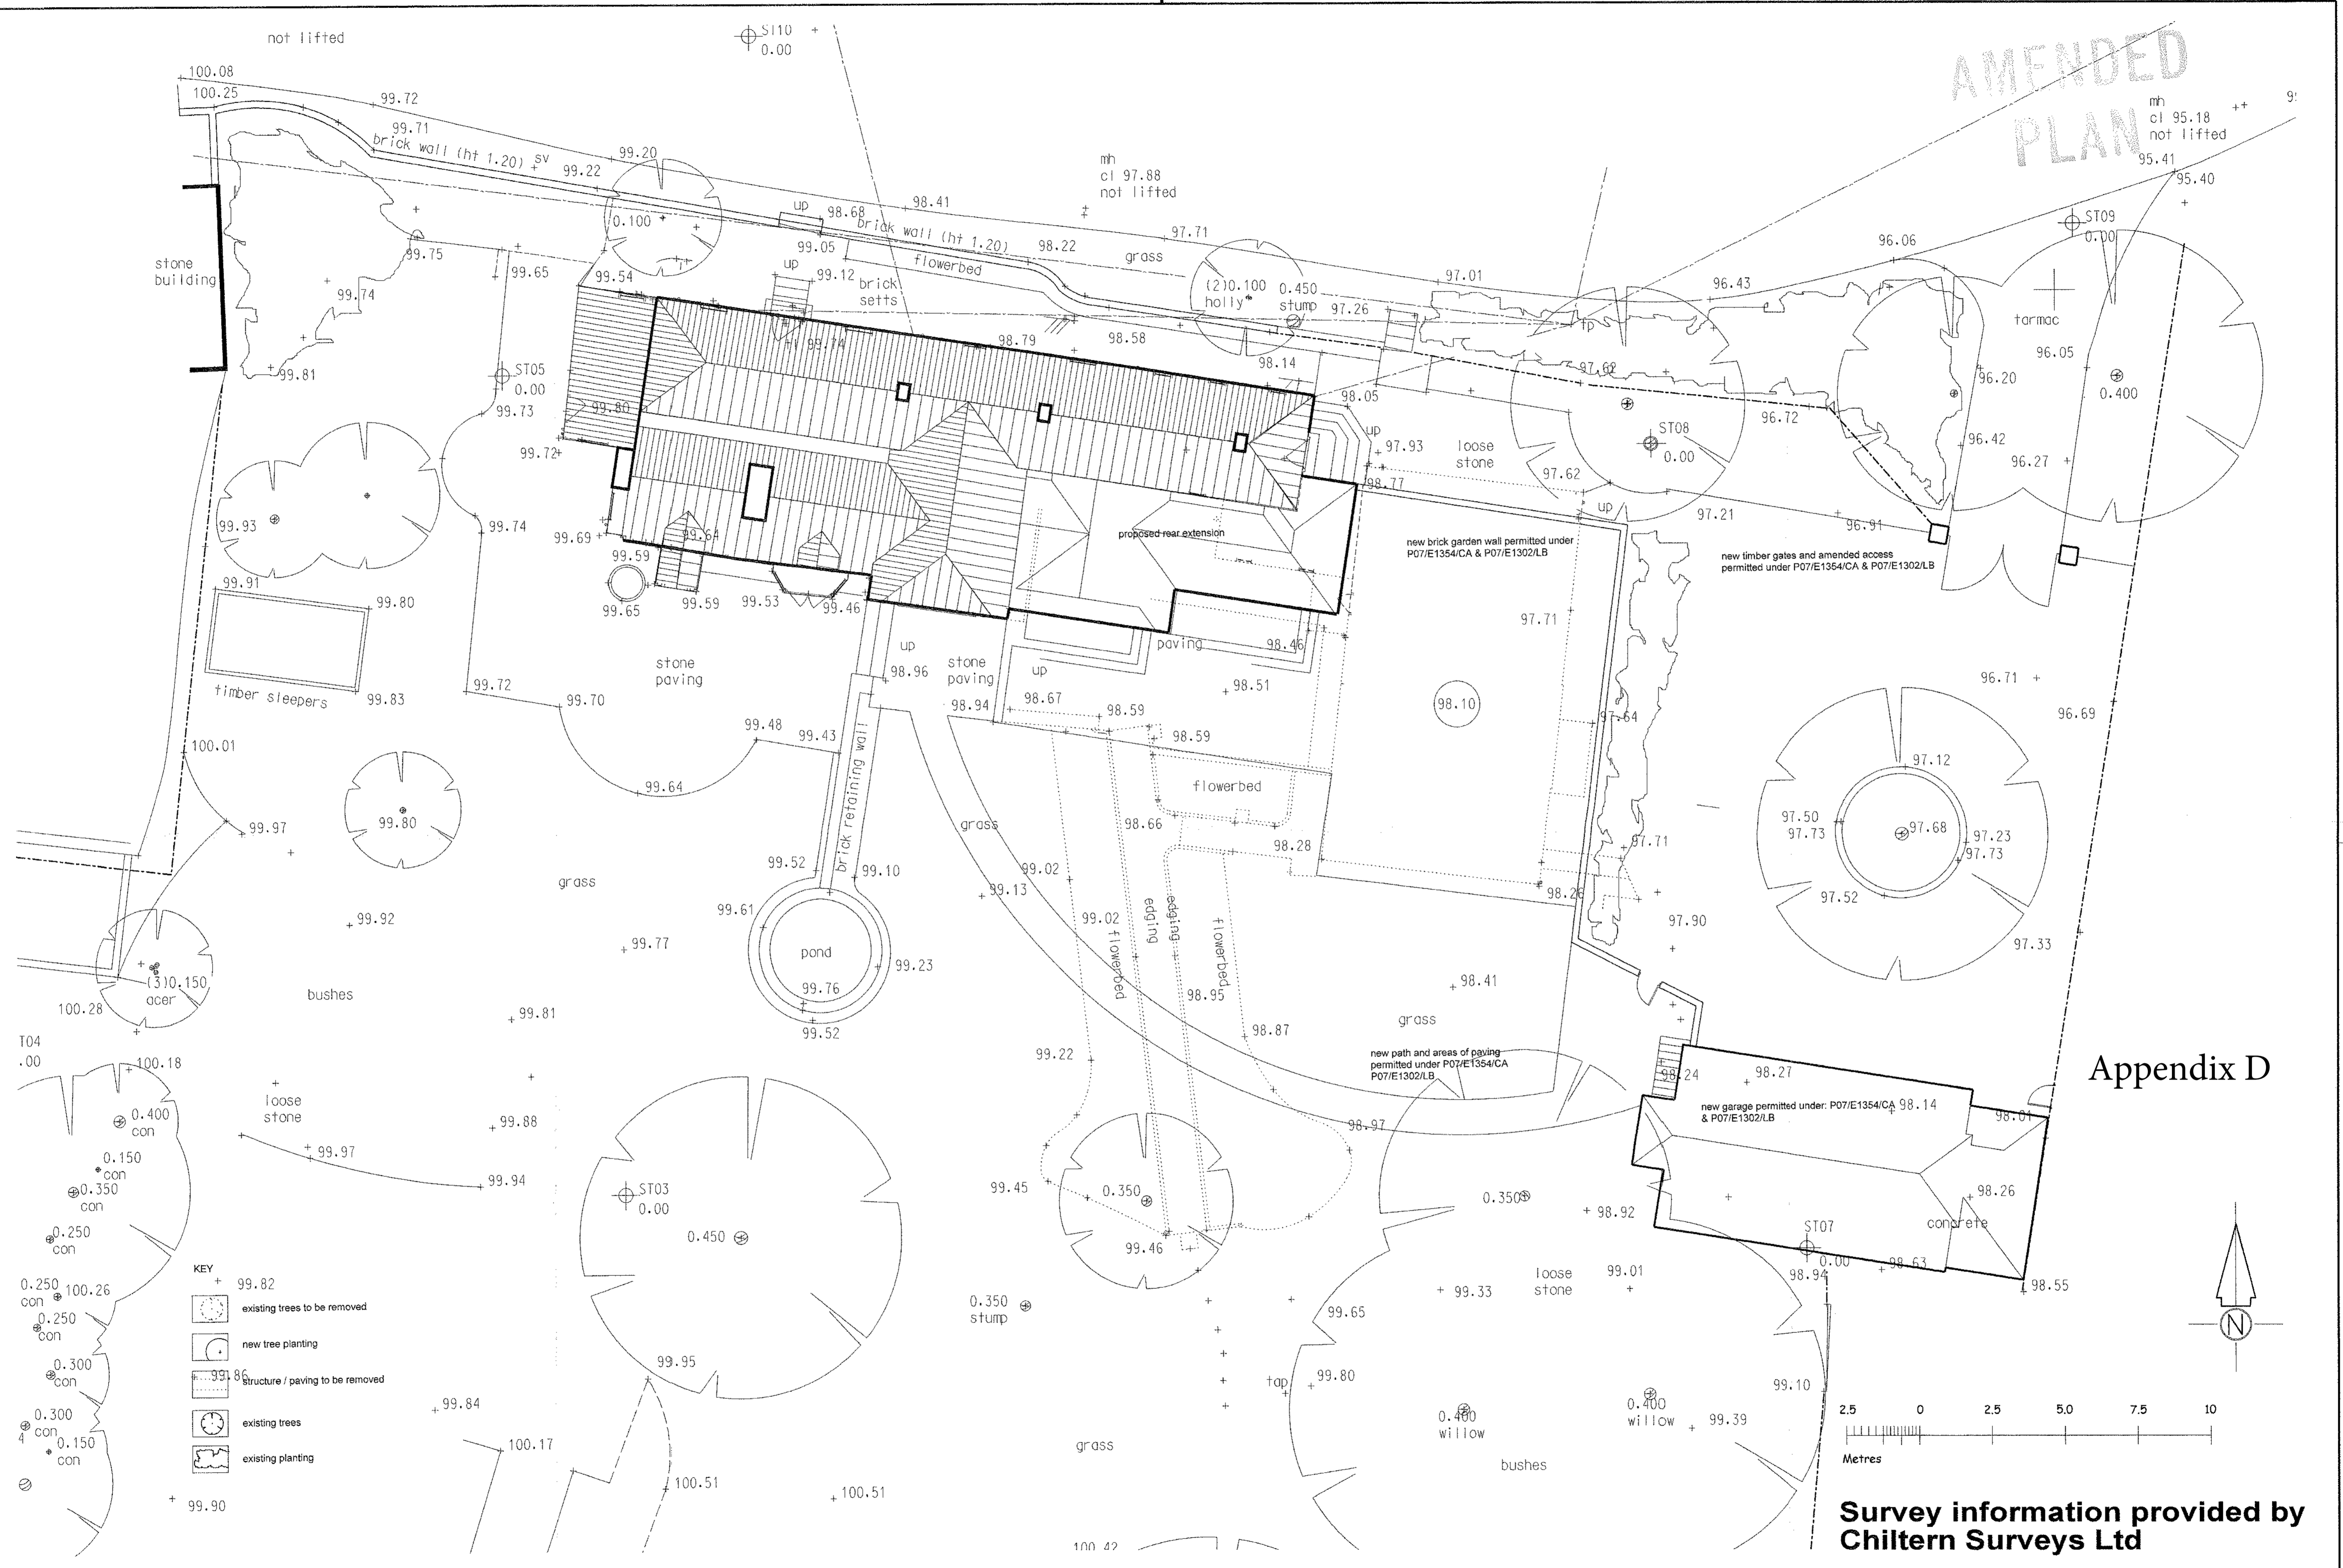 not lifted
ST10
0.00
AMENDED
PLAN
mh
cl 95.18
not lifted
100.08
100.25
99.72
99.71
brick wall (ht 1.20)
sv
99.22
99.20
mh
cl 97.88
not lifted
95.41
95.40
up
98.68
98.41
brick wall (ht 1.20)
97.71
98.22
ST09
0.00
96.06
0.100
99.05
flowerbed
grass
stone
building
99.75
99.65
99.54
up
99.12
brick
setts
(2)0.100
holly
0.450
stump
97.01
96.43
99.74
97.26
tp
tarmac
96.05
99.74
98.79
98.58
98.14
97.62
96.20
99.81
ST05
0.00
0.400
99.73
99.80
98.05
96.72
up
ST08
0.00
99.72
97.93
loose
stone
96.42
96.27
98.77
97.62
up
97.21
96.91
99.93
99.74
99.69
99.64
99.59
proposed rear extension
new brick garden wall permitted under
P07/E1354/CA & P07/E1302/LB
new timber gates and amended access
permitted under P07/E1354/CA & P07/E1302/LB
99.91
99.80
99.65
99.59
99.53
99.46
97.71
up
98.96
stone
paving
stone
paving
up
paving
98.46
timber sleepers
99.83
99.72
99.70
98.51
96.71
98.94
98.67
98.59
98.10
97.64
96.69
99.48
99.43
98.59
100.01
99.64
brick retaining wall
flowerbed
97.12
99.80
99.97
grass
98.66
98.28
97.50
97.73
97.68
97.23
97.73
97.71
99.52
99.10
99.02
99.13
grass
98.26
97.52
99.92
99.61
99.02
flowerbed
edging
edging
flowerbed
97.90
97.33
99.77
pond
99.23
(3)0.150
acer
bushes
99.76
98.95
98.41
100.28
99.81
99.52
98.87
grass
T04
.00
100.18
99.22
new path and areas of paving
permitted under P07/E1354/CA
P07/E1302/LB
98.24
98.27
Appendix D
loose
stone
0.400
con
99.88
98.97
new garage permitted under: P07/E1354/CA
& P07/E1302/LB
98.14
98.01
0.150
con
99.97
99.94
0.350
con
ST03
0.00
99.45
0.350
0.350
98.92
98.26
concrete
0.250
con
0.450
99.46
ST07
0.00
98.94
98.63
98.55
KEY
99.82
0.250
con
100.26
existing trees to be removed
0.350
stump
99.65
99.33
loose
stone
99.01
0.250
con
new tree planting
0.300
con
99.86
structure / paving to be removed
99.95
tap
99.80
99.10
0.300
con
4
existing trees
99.84
0.400
willow
0.400
willow
99.39
2.5 0 2.5 5.0 7.5 10
Metres
N
0.150
con
existing planting
100.17
grass
bushes
99.90
100.51
100.51
100.42
Survey information provided by
Chiltern Surveys Ltd